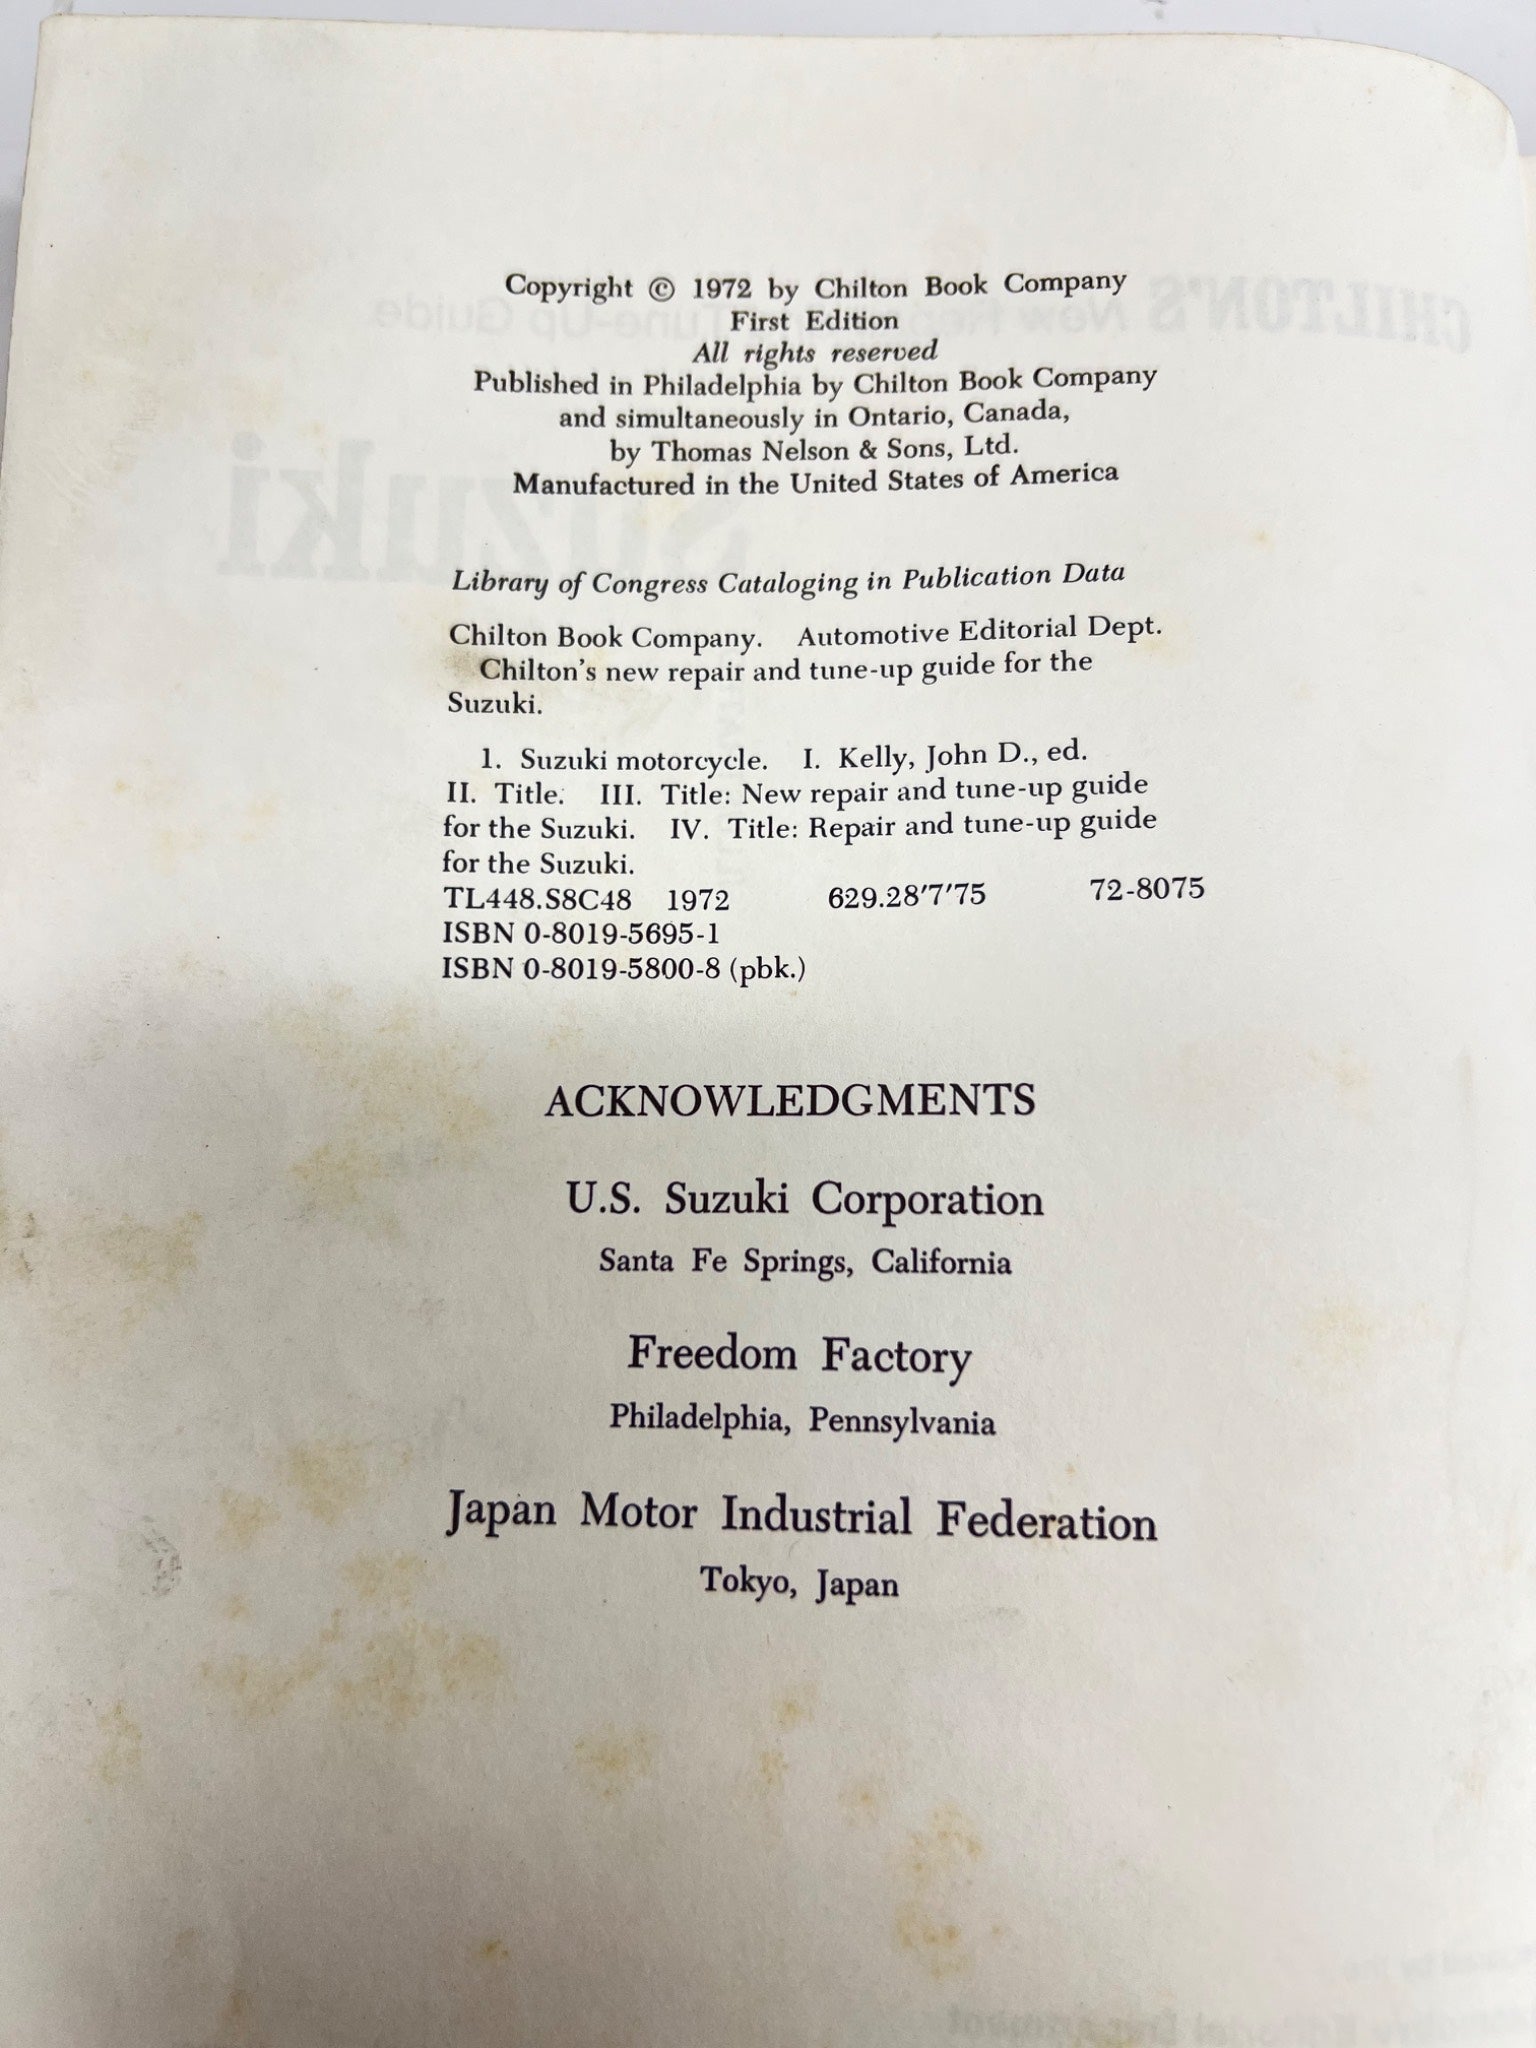 Copyright © 1972 by Chilton Book Company
First Edition
All rights reserved
Published in Philadelphia by Chilton Book Company
and simultaneously in Ontario, Canada,
by Thomas Nelson & Sons, Ltd.
Manufactured in the United States of America
Library of Congress Cataloging in Publication Data
Chilton Book Company. Automotive Editorial Dept.
Chilton's new repair and tune-up guide for the
Suzuki.
1. Suzuki motorcycle. I. Kelly, John D., ed.
II. Title. III. Title: New repair and tune-up guide
for the Suzuki. IV. Title: Repair and tune-up guide
for the Suzuki.
TL448.S8C48 1972 629.28'7'75 72-8075
ISBN 0-8019-5695-1
ISBN 0-8019-5800-8 (pbk.)
ACKNOWLEDGMENTS
U.S. Suzuki Corporation
Santa Fe Springs, California
Freedom Factory
Philadelphia, Pennsylvania
Japan Motor Industrial Federation
Tokyo, Japan